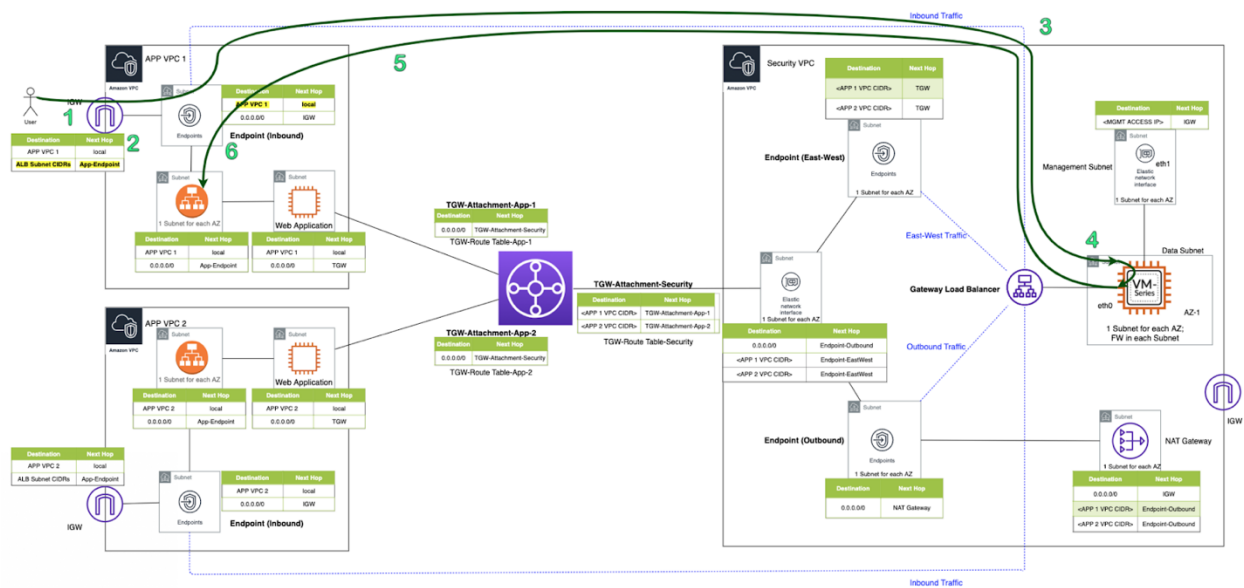 Inbound Traffic
3
5
APP VPC 1
Amazon VPC
Subnet
Endpoints
Destination Next Hop
APP VPC 1 local
0.0.0.0/0 IGW
Endpoint (Inbound)
User
1
IGW
2
Destination Next Hop
APP VPC 1 local
ALB Subnet CIDRs App-Endpoint
6
Subnet
1 Subnet for each AZ
Subnet
Web Application
Destination Next Hop
APP VPC 1 local
0.0.0.0/0 App-Endpoint
Destination Next Hop
APP VPC 1 local
0.0.0.0/0 TGW
APP VPC 2
Amazon VPC
Subnet
1 Subnet for each AZ
Subnet
Web Application
Destination Next Hop
APP VPC 2 local
0.0.0.0/0 App-Endpoint
Destination Next Hop
APP VPC 2 local
0.0.0.0/0 TGW
Destination Next Hop
APP VPC 2 local
ALB Subnet CIDRs App-Endpoint
IGW
Subnet
Endpoints
Destination Next Hop
APP VPC 2 local
0.0.0.0/0 IGW
Endpoint (Inbound)
TGW-Attachment-App-1
Destination Next Hop
0.0.0.0/0 TGW-Attachment-Security
TGW-Route Table-App-1
TGW-Attachment-App-2
Destination Next Hop
0.0.0.0/0 TGW-Attachment-Security
TGW-Route Table-App-2
TGW-Attachment-Security
Destination Next Hop
<APP 1 VPC CIDR> TGW-Attachment-App-1
<APP 2 VPC CIDR> TGW-Attachment-App-2
TGW-Route Table-Security
Security VPC
Amazon VPC
Destination Next Hop
<APP 1 VPC CIDR> TGW
<APP 2 VPC CIDR> TGW
Subnet
Endpoint (East-West)
Endpoints
1 Subnet for each AZ
East-West Traffic
Subnet
Elastic
network
interface
1 Subnet for each AZ
Destination Next Hop
0.0.0.0/0 Endpoint-Outbound
<APP 1 VPC CIDR> Endpoint-EastWest
<APP 2 VPC CIDR> Endpoint-EastWest
Gateway Load Balancer
Outbound Traffic
Subnet
Endpoint (Outbound)
Endpoints
1 Subnet for each AZ
Destination Next Hop
0.0.0.0/0 NAT Gateway
Destination Next Hop
<MGMT ACCESS IP> IGW
Subnet
Management Subnet
eth1
Elastic
network
interface
1 Subnet for each AZ
4
Data Subnet
VM-
Series
eth0
AZ-1
1 Subnet for each AZ;
FW in each Subnet
IGW
Subnet
NAT Gateway
1 Subnet for each AZ
Destination Next Hop
0.0.0.0/0 IGW
<APP 1 VPC CIDR> Endpoint-Outbound
<APP 2 VPC CIDR> Endpoint-Outbound
Inbound Traffic